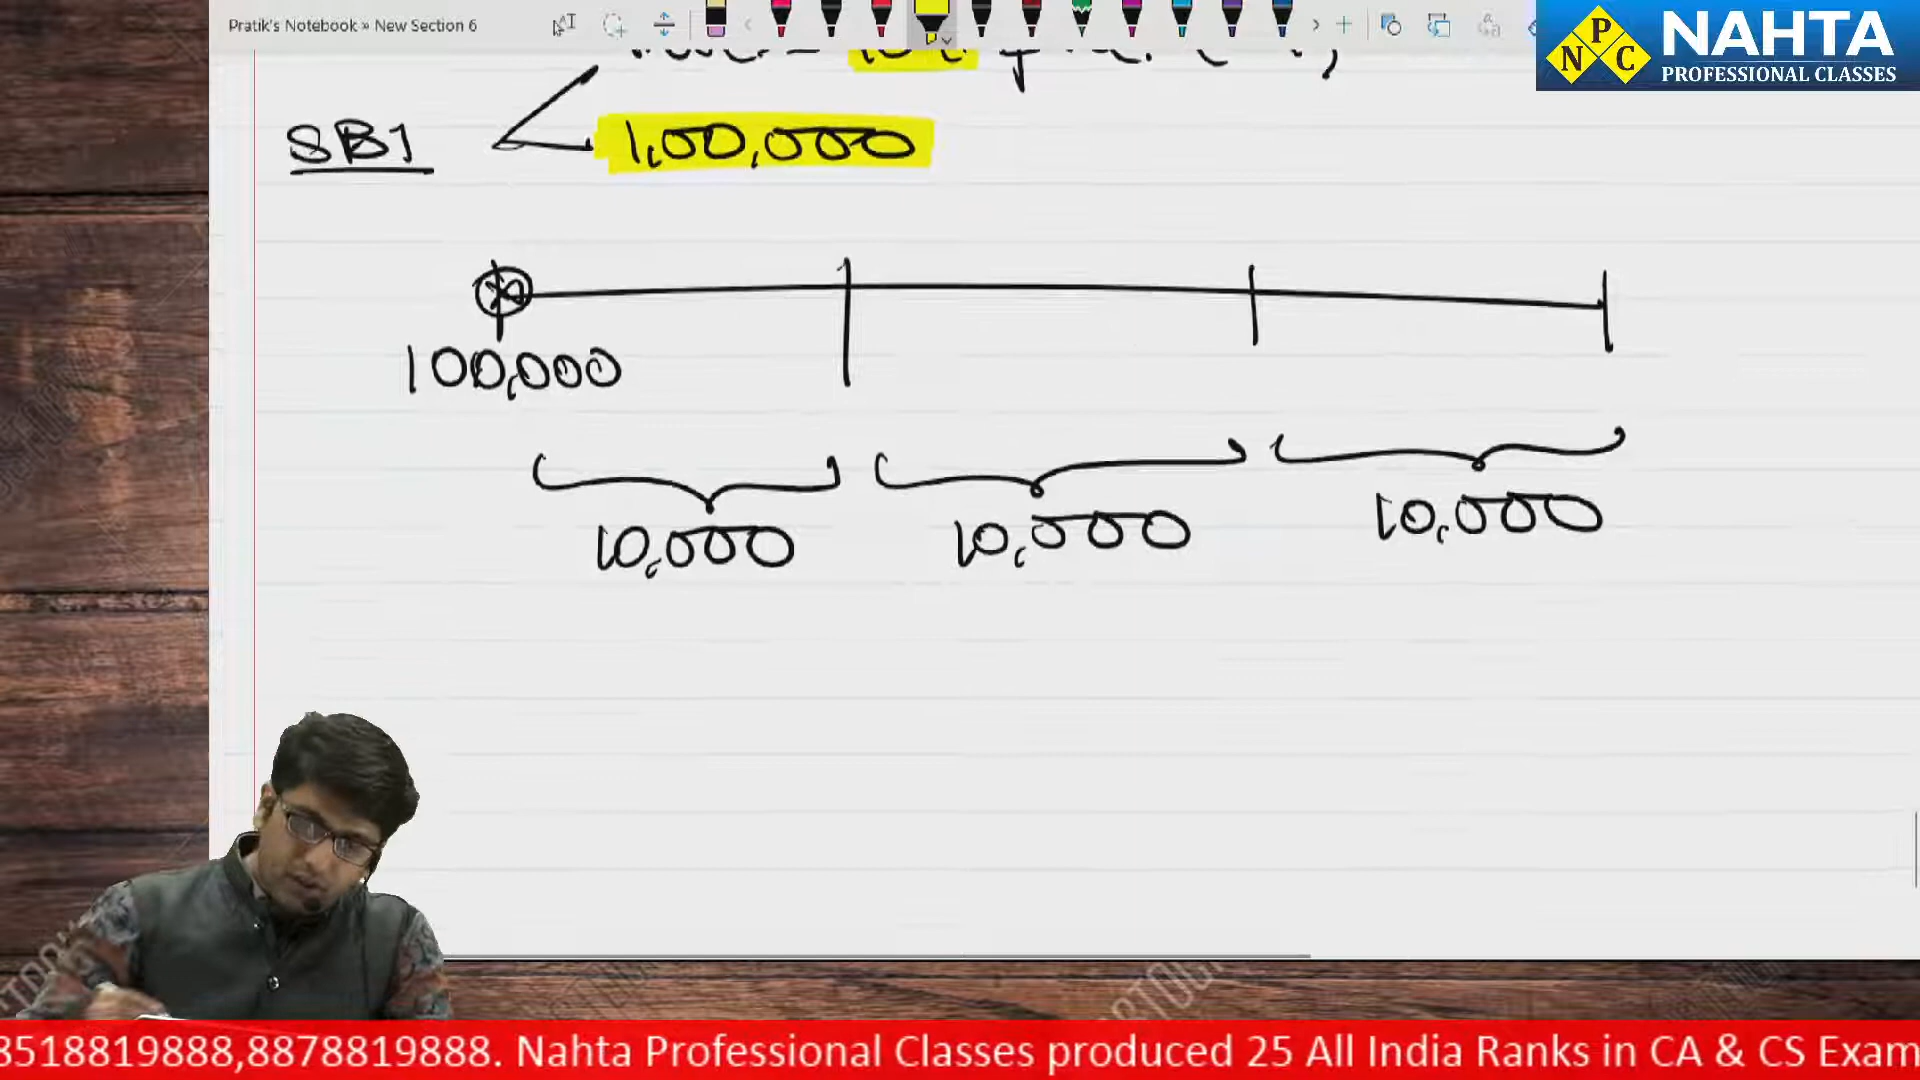 Pratik's Notebook » New Section 6
NPC
NAHTA
PROFESSIONAL CLASSES
SBI
1,00,000
100,000
10,000 10,000 10,000
8518819888,8878819888. Nahta Professional Classes produced 25 All India Ranks in CA & CS Exam